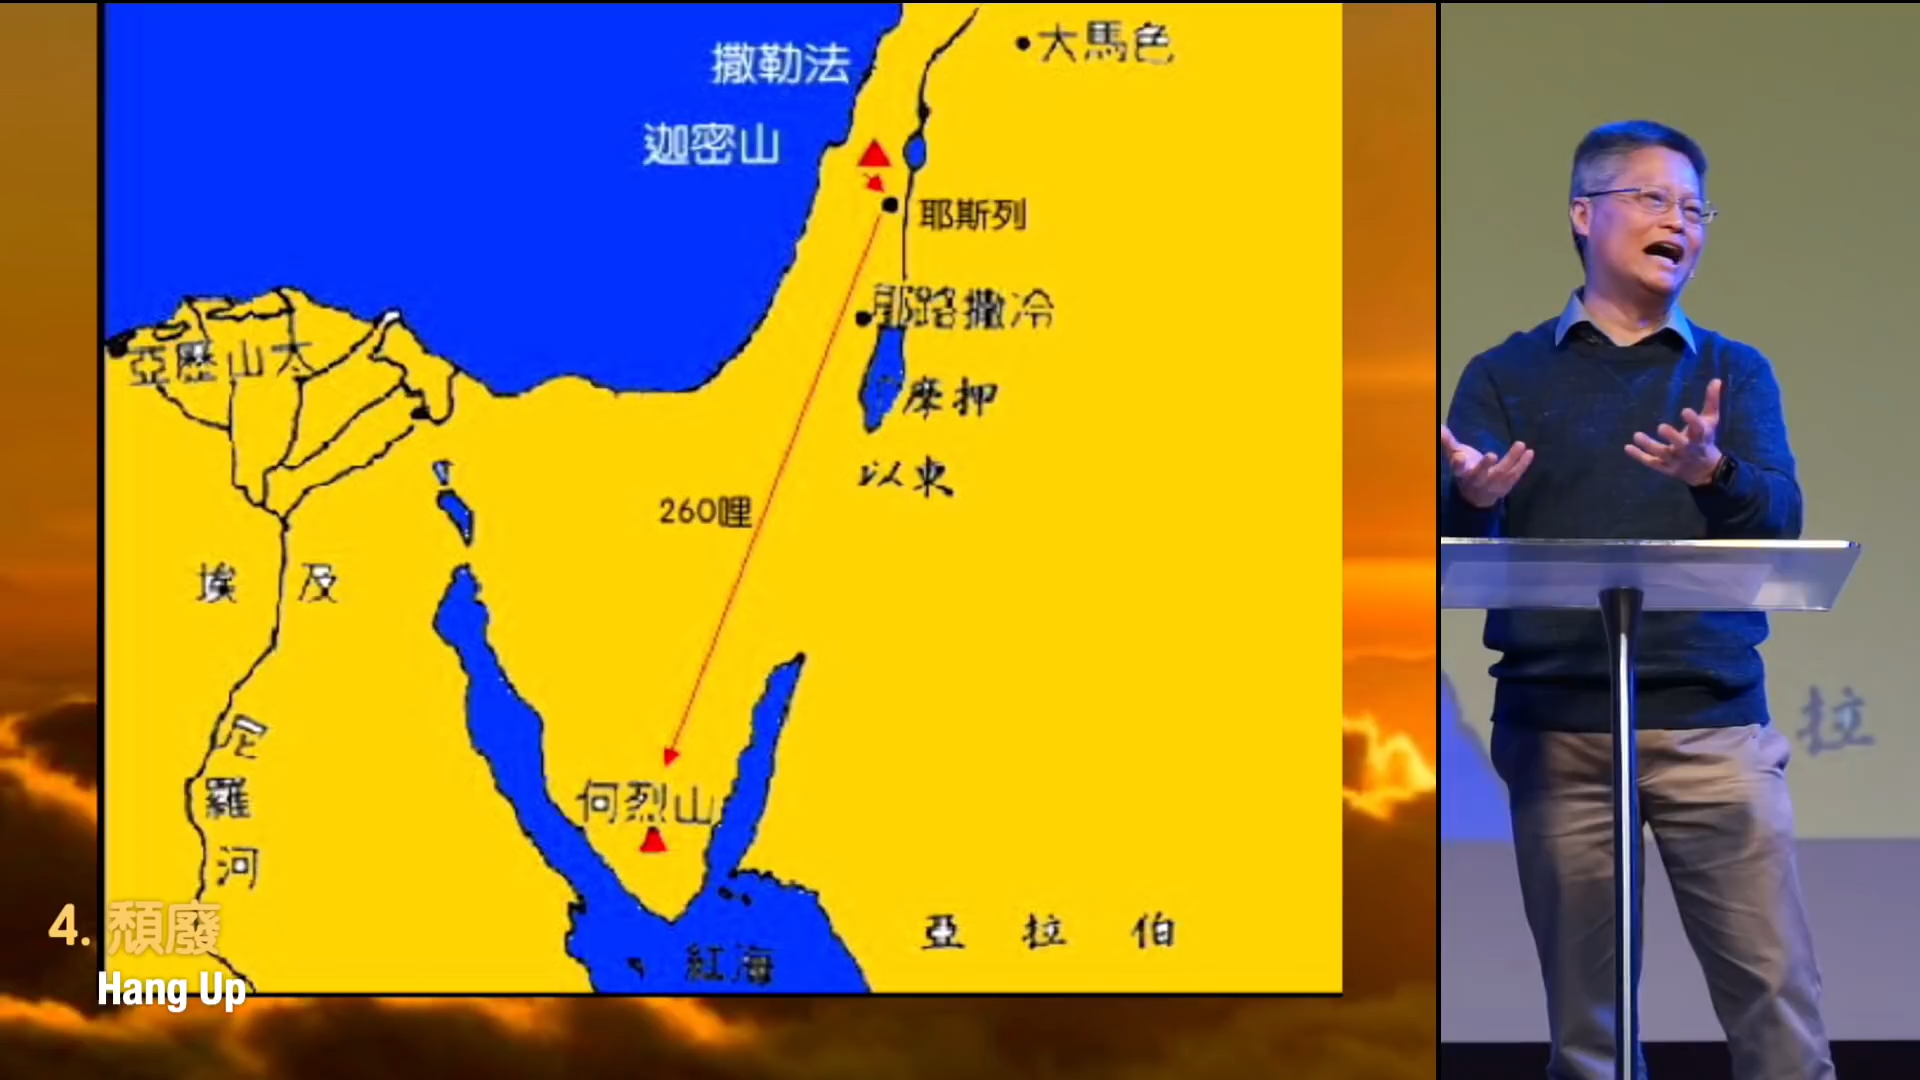 大馬色
撒勒法
迦密山
耶斯列
耶路撒冷
亞歷山太
摩押
以東
260哩
埃及
尼羅河
何烈山
亞拉伯
紅海
4. 頹廢
Hang Up
拉